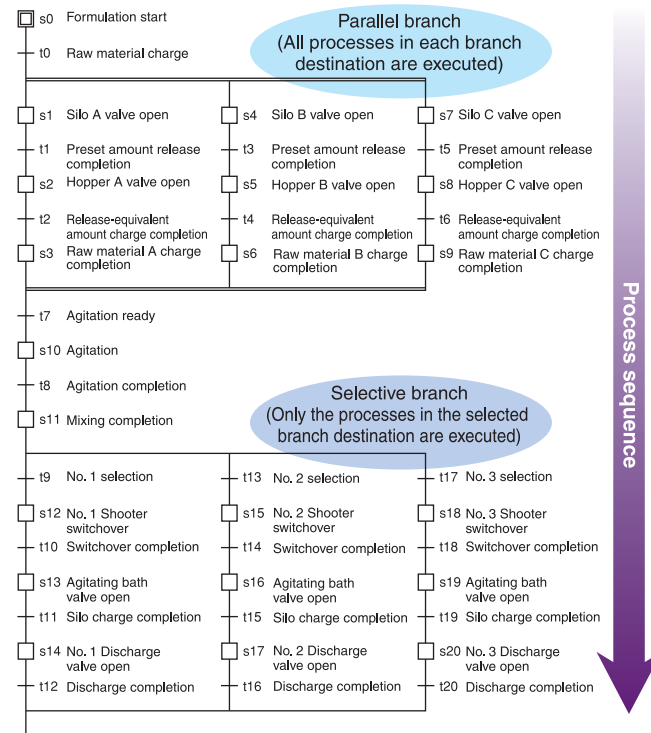 s0 Formulation start
Parallel branch
(All processes in each branch
destination are executed)
t0 Raw material charge
s1 Silo A valve open
s4 Silo B valve open
s7 Silo C valve open
t1 Preset amount release
completion
t3 Preset amount release
completion
t5 Preset amount release
completion
s2 Hopper A valve open
s5 Hopper B valve open
s8 Hopper C valve open
t2 Release-equivalent
amount charge completion
t4 Release-equivalent
amount charge completion
t6 Release-equivalent
amount charge completion
s3 Raw material A charge
completion
s6 Raw material B charge
completion
s9 Raw material C charge
completion
t7 Agitation ready
s10 Agitation
t8 Agitation completion
s11 Mixing completion
Selective branch
(Only the processes in the selected
branch destination are executed)
t9 No. 1 selection
t13 No. 2 selection
t17 No. 3 selection
s12 No. 1 Shooter
switchover
s15 No. 2 Shooter
switchover
s18 No. 3 Shooter
switchover
t10 Switchover completion
t14 Switchover completion
t18 Switchover completion
s13 Agitating bath
valve open
s16 Agitating bath
valve open
s19 Agitating bath
valve open
t11 Silo charge completion
t15 Silo charge completion
t19 Silo charge completion
s14 No. 1 Discharge
valve open
s17 No. 2 Discharge
valve open
s20 No. 3 Discharge
valve open
t12 Discharge completion
t16 Discharge completion
t20 Discharge completion
Process sequence